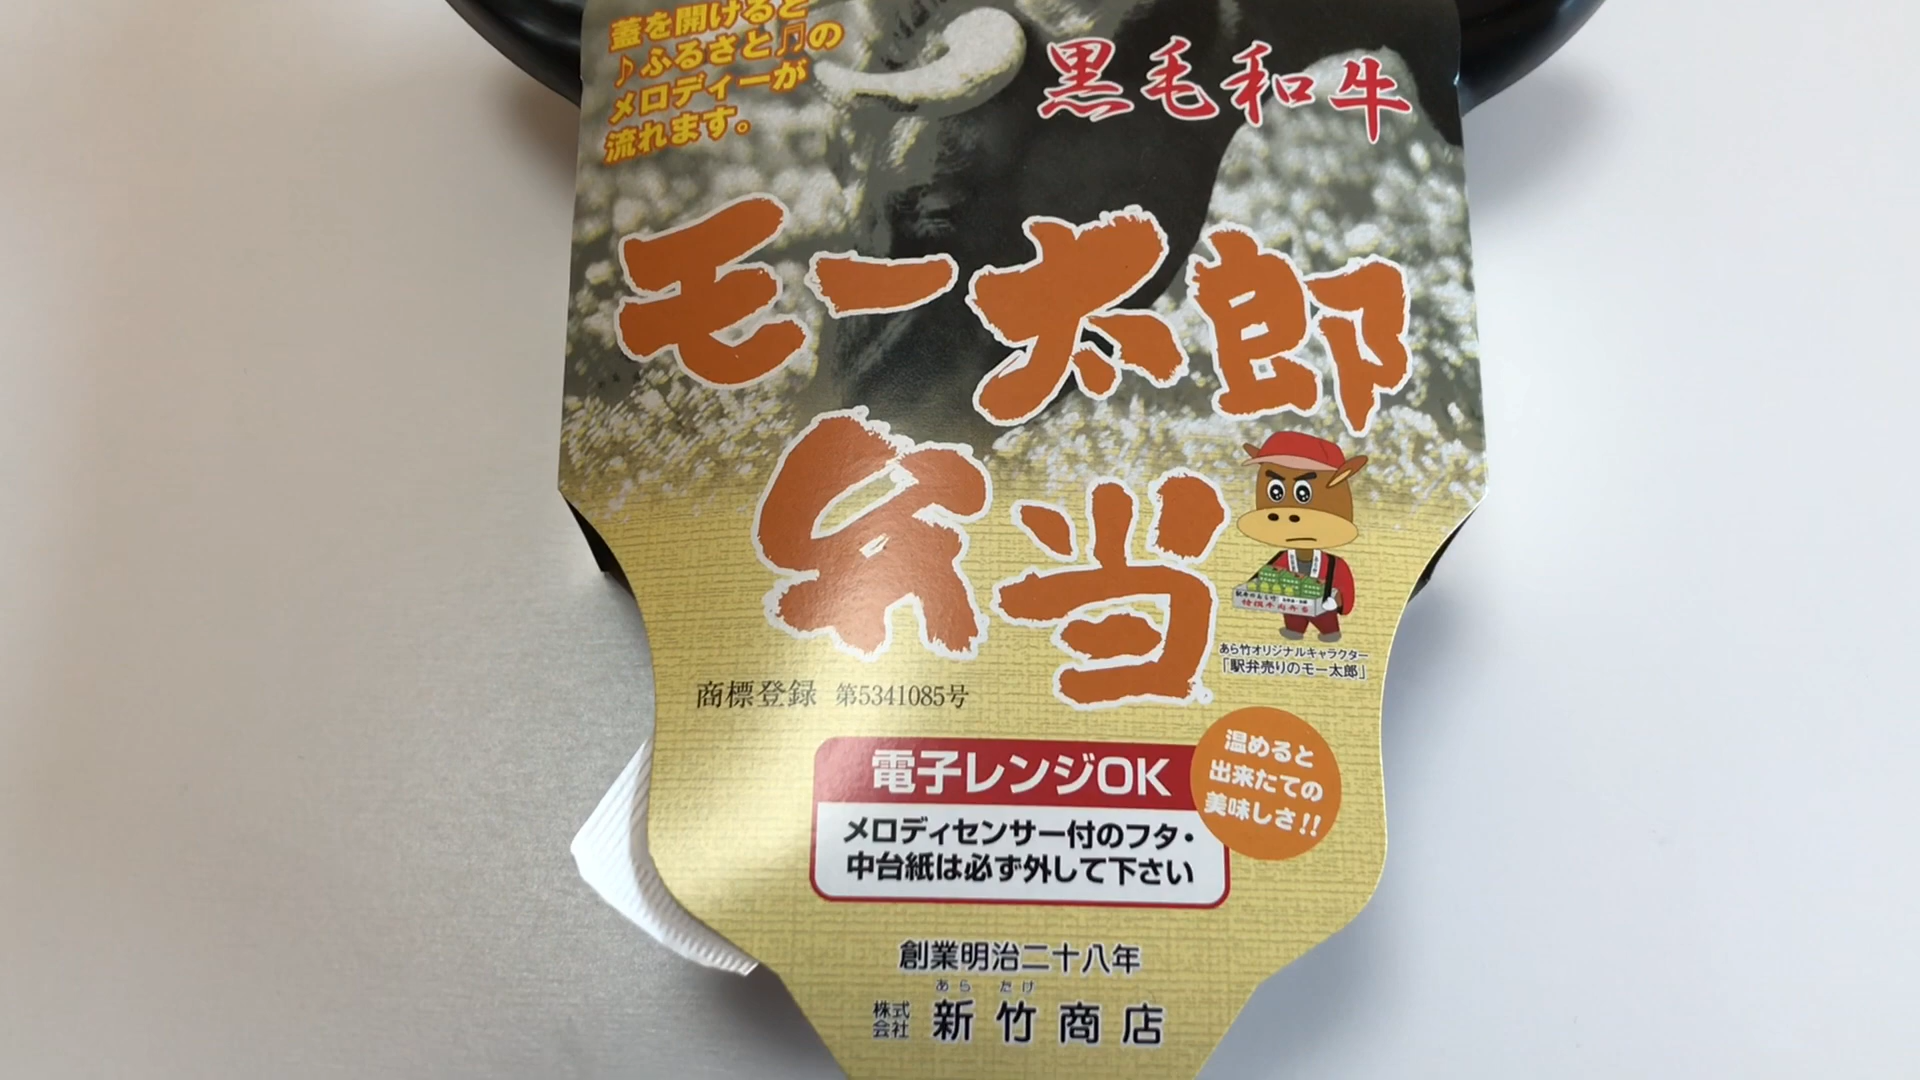 蓋を開けると
♪ふるさと♫の
メロディーが
流れます。
黒毛和牛
モー太郎
弁当
あら竹オリジナルキャラクター
「駅弁売りのモー太郎」
商標登録 第5341085号
電子レンジOK
メロディセンサー付のフタ・
中台紙は必ず外して下さい
温めると
出来たての
美味しさ!!
創業明治二十八年
あら たけ
株式会社 新竹商店